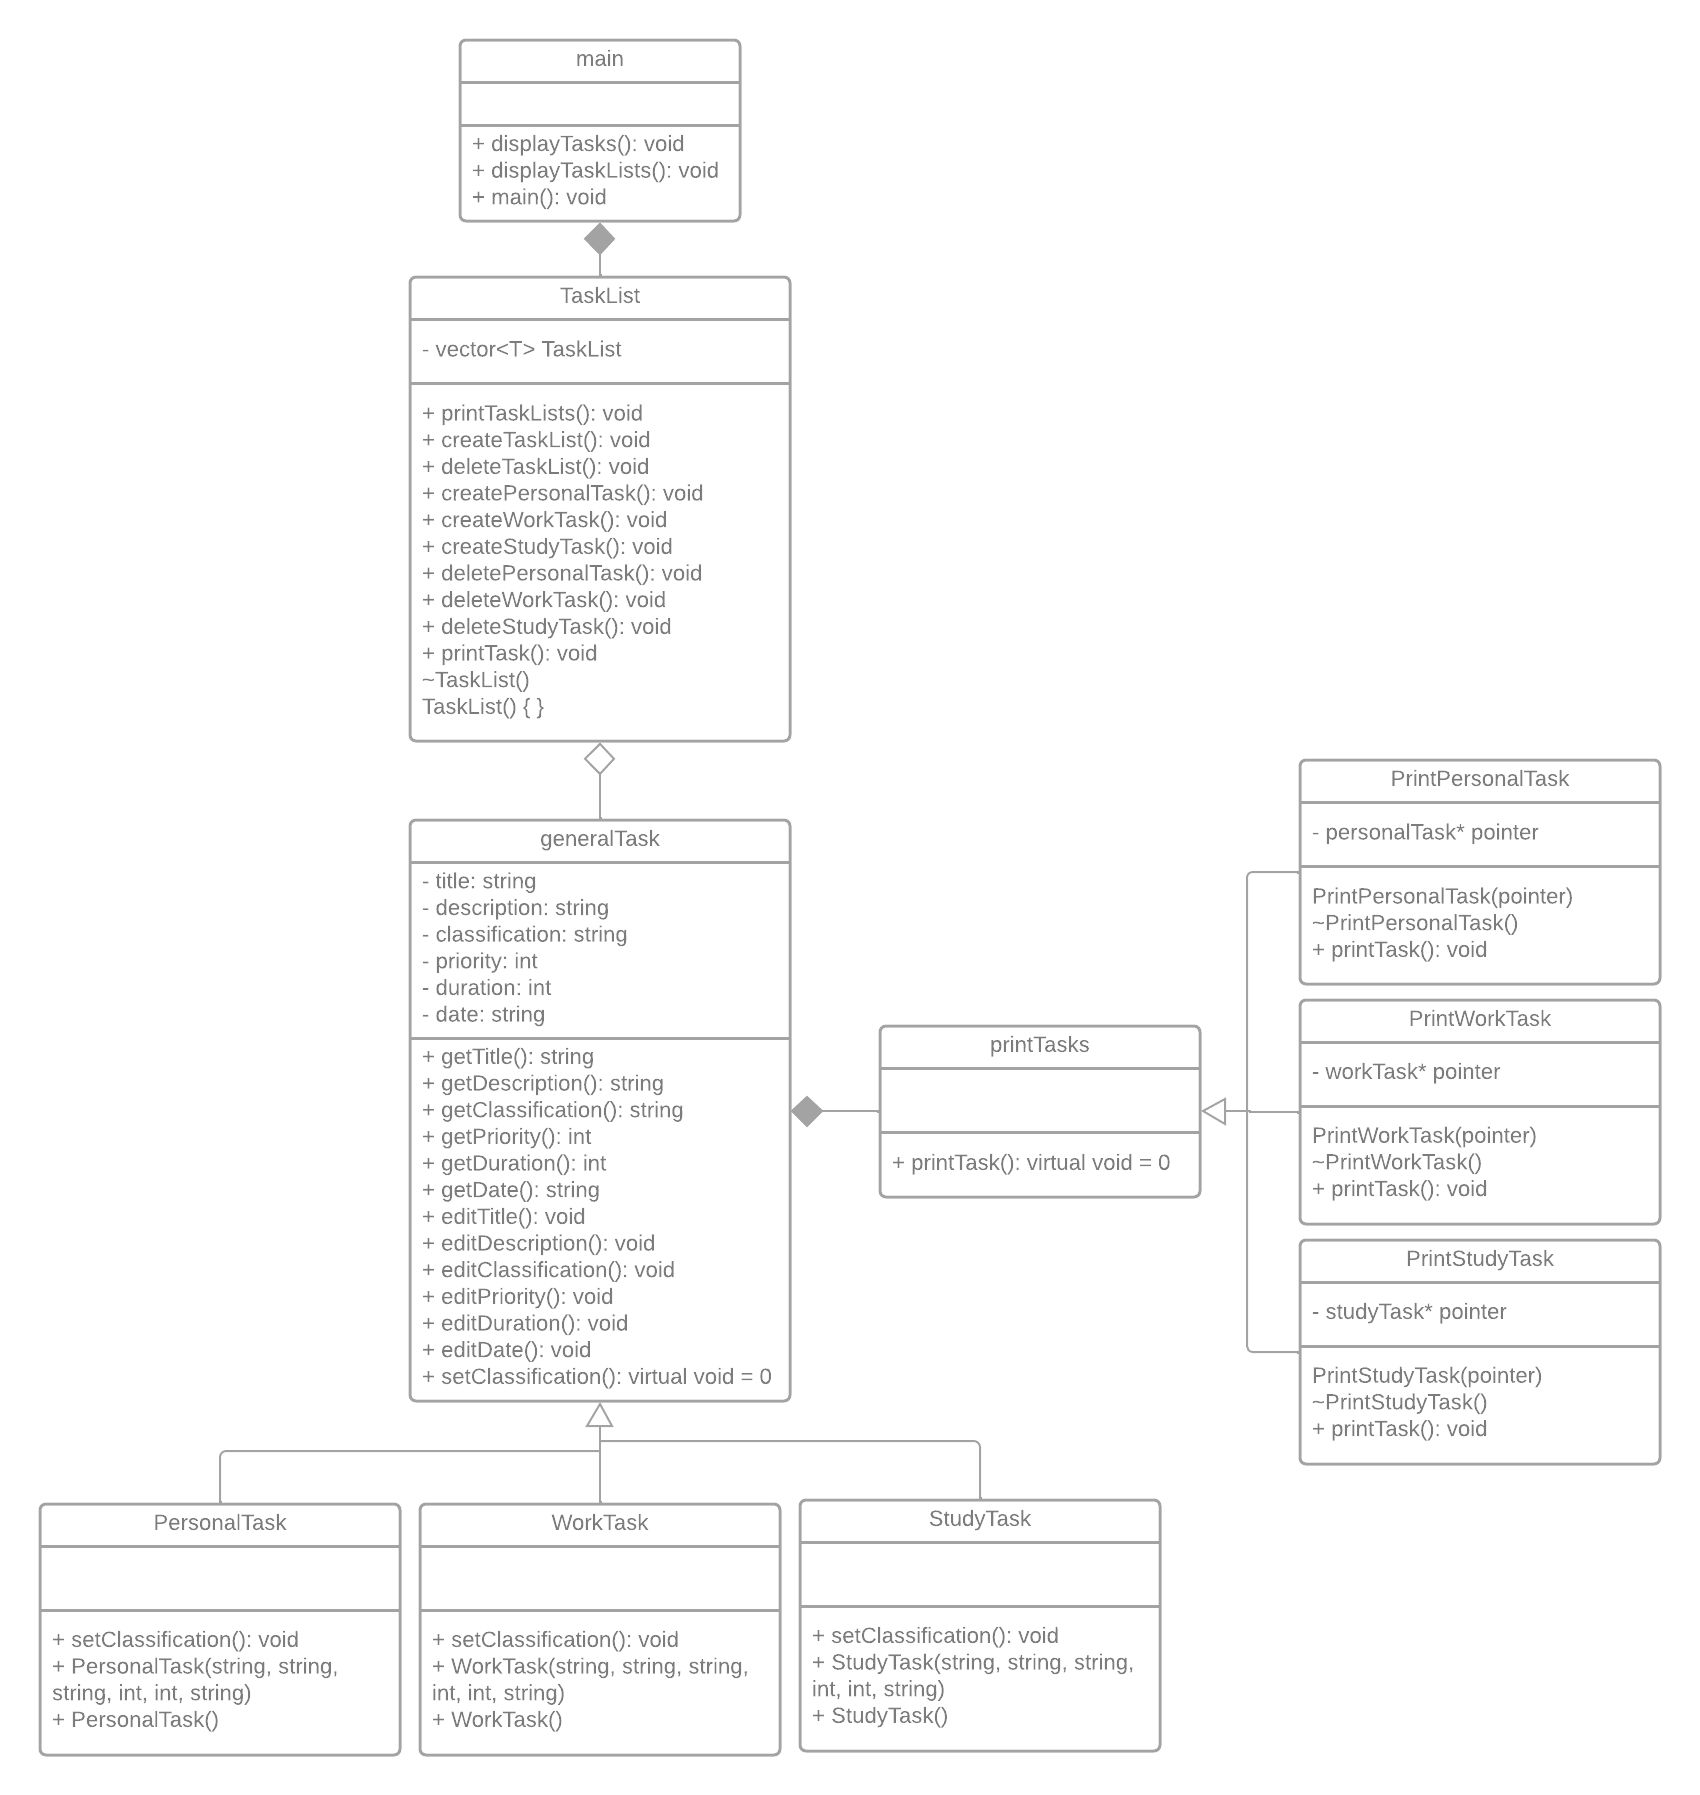 main
+ displayTasks(): void
+ displayTaskLists(): void
+ main(): void
TaskList
- vector<T> TaskList
+ printTaskLists(): void
+ createTaskList(): void
+ deleteTaskList(): void
+ createPersonalTask(): void
+ createWorkTask(): void
+ createStudyTask(): void
+ deletePersonalTask(): void
+ deleteWorkTask(): void
+ deleteStudyTask(): void
+ printTask(): void
~TaskList()
TaskList() { }
generalTask
- title: string
- description: string
- classification: string
- priority: int
- duration: int
- date: string
+ getTitle(): string
+ getDescription(): string
+ getClassification(): string
+ getPriority(): int
+ getDuration(): int
+ getDate(): string
+ editTitle(): void
+ editDescription(): void
+ editClassification(): void
+ editPriority(): void
+ editDuration(): void
+ editDate(): void
+ setClassification(): virtual void = 0
printTasks
+ printTask(): virtual void = 0
PrintPersonalTask
- personalTask* pointer
PrintPersonalTask(pointer)
~PrintPersonalTask()
+ printTask(): void
PrintWorkTask
- workTask* pointer
PrintWorkTask(pointer)
~PrintWorkTask()
+ printTask(): void
PrintStudyTask
- studyTask* pointer
PrintStudyTask(pointer)
~PrintStudyTask()
+ printTask(): void
PersonalTask
+ setClassification(): void
+ PersonalTask(string, string,
string, int, int, string)
+ PersonalTask()
WorkTask
+ setClassification(): void
+ WorkTask(string, string, string,
int, int, string)
+ WorkTask()
StudyTask
+ setClassification(): void
+ StudyTask(string, string, string,
int, int, string)
+ StudyTask()